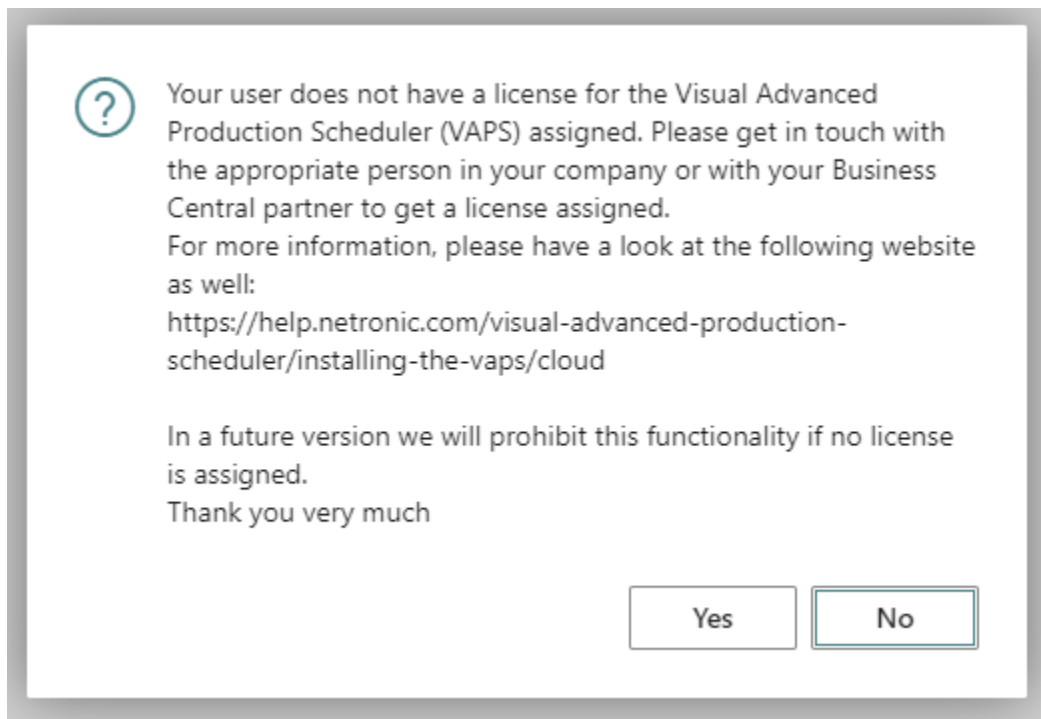 Your user does not have a license for the Visual Advanced
Production Scheduler (VAPS) assigned. Please get in touch with
the appropriate person in your company or with your Business
Central partner to get a license assigned.
For more information, please have a look at the following website
as well:
https://help.netronic.com/visual-advanced-production-
scheduler/installing-the-vaps/cloud
In a future version we will prohibit this functionality if no license
is assigned.
Thank you very much
Yes No